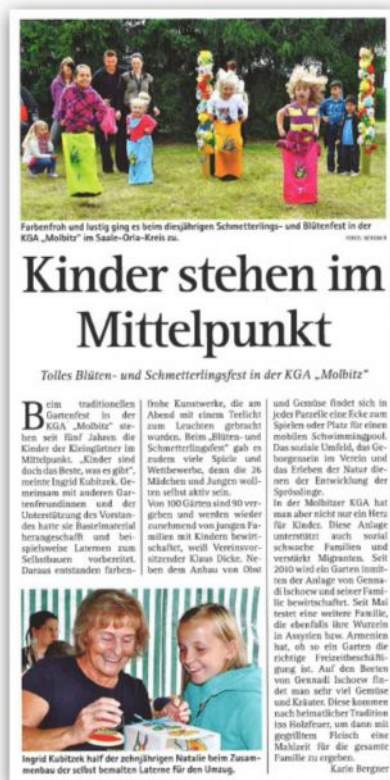 Farbenfroh und lustig ging es beim diesjährigen Schmetterlings- und Blütenfest in der
KGA „Molbitz“ im Saale-Orla-Kreis zu.
Kinder stehen im
Mittelpunkt
Tolles Blüten- und Schmetterlingsfest in der KGA „Molbitz“
Beim traditionellen
Gartenfest in der
KGA „Molbitz“ ste-
hen seit fünf Jahren die
Kinder der Kleingärtner im
Mittelpunkt. „Kinder sind
doch das Beste, was es gibt“,
meinte Ingrid Kubitzek. Ge-
meinsam mit anderen Gar-
tenfreundinnen und der
Unterstützung des Vorstan-
des hatte sie Bastelmaterial
herangeschafft und bei-
spielsweise Laternen zum
Selbstbauen vorbereitet.
Daraus entstanden farben-
frohe Kunstwerke, die am
Abend mit einem Teelicht
zum Leuchten gebracht
wurden. Beim „Blüten- und
Schmetterlingsfest“ gab es
zudem viele Spiele und
Wettbewerbe, denn die 26
Mädchen und Jungen woll-
ten selbst aktiv sein.
Von 100 Gärten sind 90 ver-
geben und werden wieder
zunehmend von jungen Fa-
milien mit Kindern bewirt-
schaftet, weiß Vereinsvor-
sitzender Klaus Dicke. Ne-
ben dem Anbau von Obst
und Gemüse findet sich in
jeder Parzelle eine Ecke zum
Spielen oder Platz für einen
mobilen Schwimmingpool.
Das soziale Umfeld, das Ge-
borgensein im Verein und
das Erleben der Natur die-
nen der Entwicklung der
Sprösslinge.
In der Molbitzer KGA hat
man aber nicht nur ein Herz
für Kinder. Diese Anlage
unterstützt auch sozial
schwache Familien und
verstärkt Migranten. Seit
2010 wird ein Garten inmit-
ten der Anlage von Genna-
di Ischoew und seiner Fami-
lie bewirtschaftet. Seit Mai
testet eine weitere Familie,
die ebenfalls ihre Wurzeln
in Assyrien bzw. Armenien
hat, ob so ein Garten die
richtige Freizeitbeschäfti-
gung ist. Auf den Beeten
von Gennadi Ischoew fin-
det man sehr viel Gemüse
und Kräuter. Diese kommen
nach heimatlicher Tradition
ins Holzfeuer, um dann mit
gegrilltem Fleisch eine
Mahlzeit für die gesamte
Familie zu ergeben.
Karin Bergner
Ingrid Kubitzek half der zehnjährigen Natalie beim Zusam-
menbau der selbst bemalten Laterne für den Umzug.